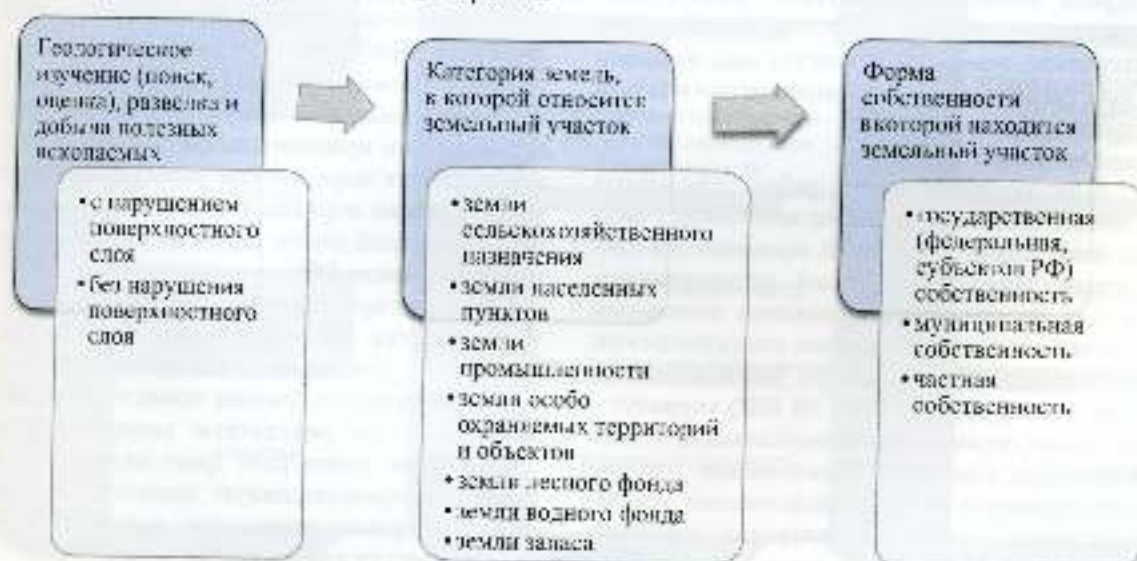 Геологическое
изучение (поиск,
оценка), разведка и
добыча полезных
ископаемых
• с нарушением
поверхностного
слоя
• без нарушения
поверхностного
слоя
Категория земель,
к которой относится
земельный участок
• земли
сельскохозяйственного
назначения
• земли населенных
пунктов
• земли
промышленности
• земли особо
охраняемых территорий
и объектов
• земли лесного фонда
• земли водного фонда
• земли запаса
Форма
собственности
в которой находится
земельный участок
• государственная
(федеральная,
субъектов РФ)
собственность
• муниципальная
собственность
• частная
собственность